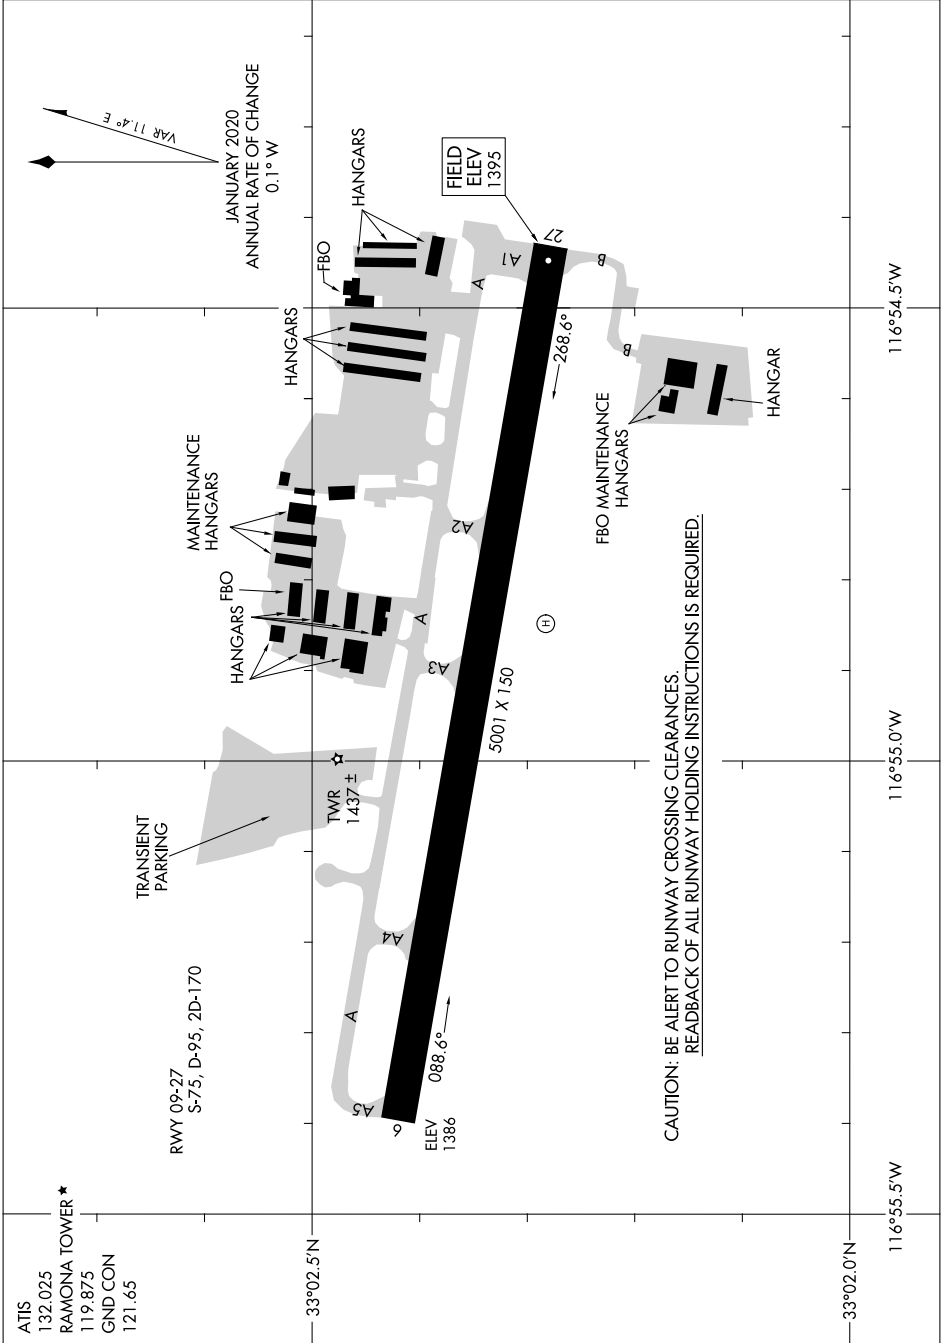 ATIS
132.025
RAMONA TOWER ★
119.875
GND CON
121.65
RWY 09-27
S-75, D-95, 2D-170
TRANSIENT
PARKING
HANGARS
FBO
MAINTENANCE
HANGARS
HANGARS
FBO
HANGARS
JANUARY 2020
ANNUAL RATE OF CHANGE
0.1° W
VAR 11.4° E
33°02.5'N
TWR
1437 ±
FIELD
ELEV
1395
A5
A
A4
A3
A
A2
A
A1
9
ELEV
1386
088.6°
5001 X 150
268.6°
27
B
B
H
FBO MAINTENANCE
HANGARS
HANGAR
CAUTION: BE ALERT TO RUNWAY CROSSING CLEARANCES.
READBACK OF ALL RUNWAY HOLDING INSTRUCTIONS IS REQUIRED.
33°02.0'N
116°55.5'W
116°55.0'W
116°54.5'W